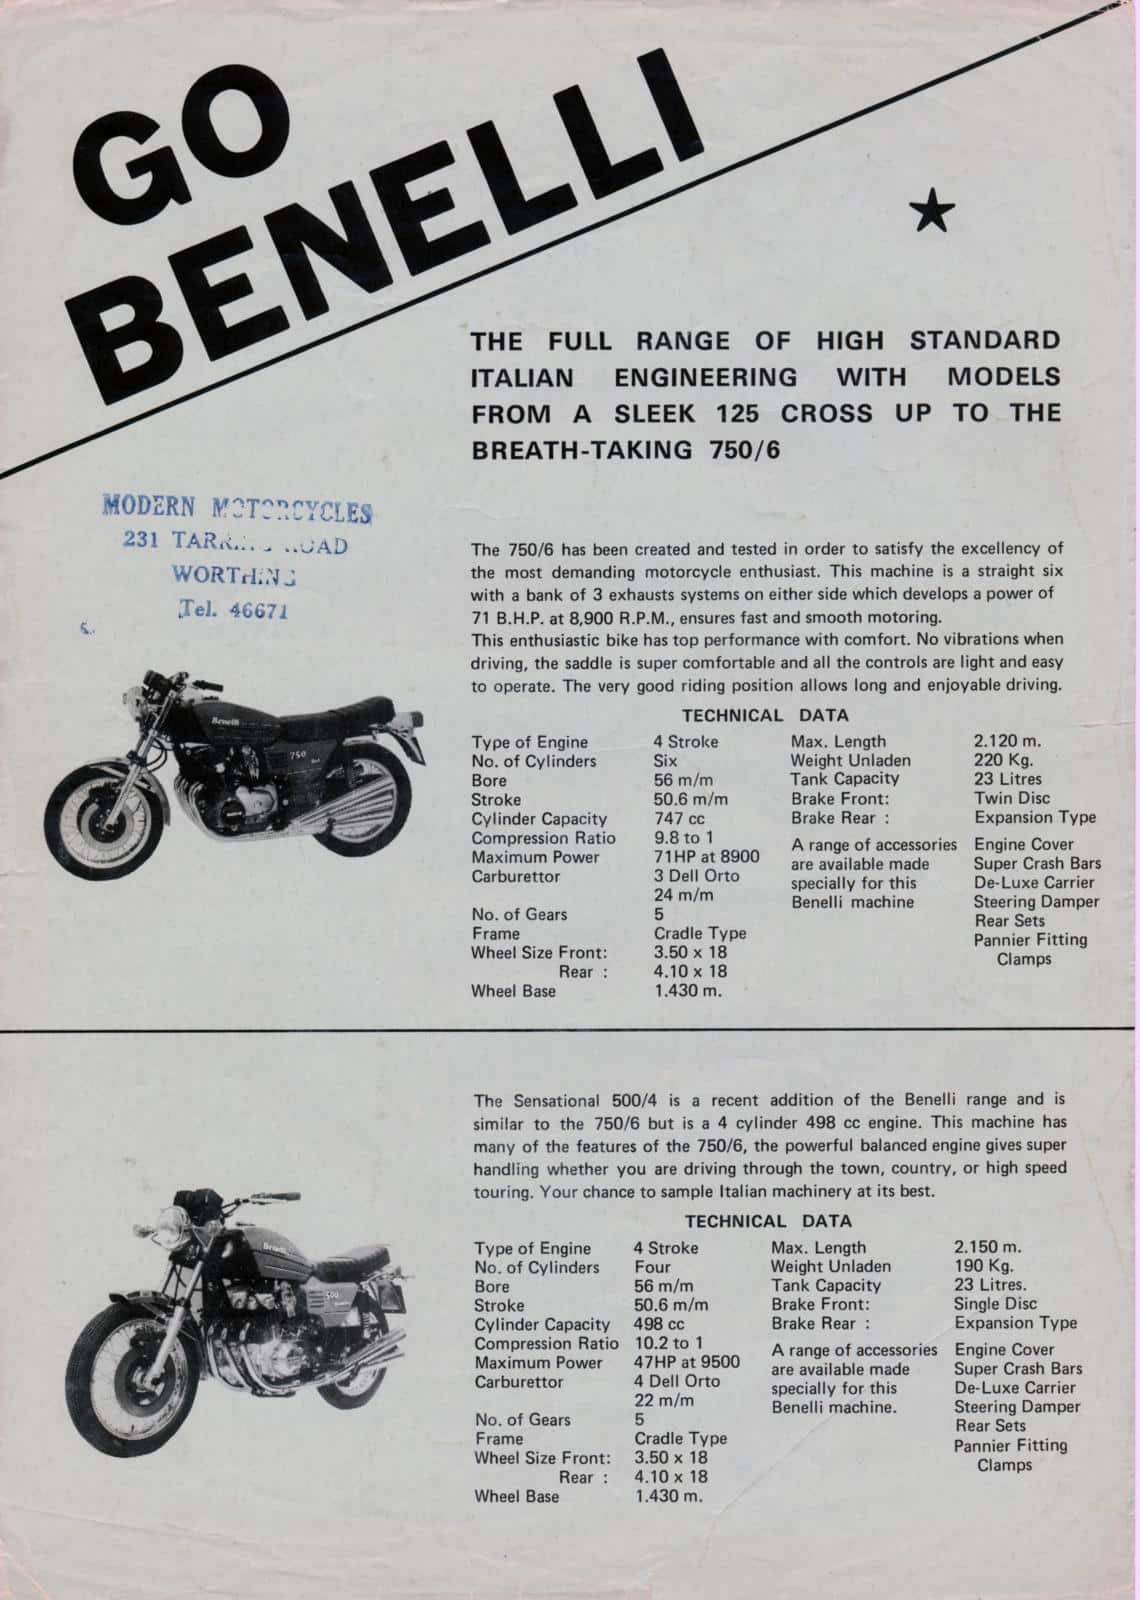 GO
BENELLI
THE FULL RANGE OF HIGH STANDARD
ITALIAN ENGINEERING WITH MODELS
FROM A SLEEK 125 CROSS UP TO THE
BREATH-TAKING 750/6
MODERN MOTORCYCLES
231 ROAD
WORTHING
Tel. 46671
The 750/6 has been created and tested in order to satisfy the excellency of
the most demanding motorcycle enthusiast. This machine is a straight six
with a bank of 3 exhausts systems on either side which develops a power of
71 B.H.P. at 8,900 R.P.M., ensures fast and smooth motoring.
This enthusiastic bike has top performance with comfort. No vibrations when
driving, the saddle is super comfortable and all the controls are light and easy
to operate. The very good riding position allows long and enjoyable driving.
Benelli
750
TECHNICAL DATA
Type of Engine 4 Stroke
No. of Cylinders Six
Bore 56 m/m
Stroke 50.6 m/m
Cylinder Capacity 747 cc
Compression Ratio 9.8 to 1
Maximum Power 71HP at 8900
Carburettor 3 Dell Orto
24 m/m
No. of Gears 5
Frame Cradle Type
Wheel Size Front: 3.50 x 18
Rear : 4.10 x 18
Wheel Base 1.430 m.
Max. Length 2.120 m.
Weight Unladen 220 Kg.
Tank Capacity 23 Litres
Brake Front: Twin Disc
Brake Rear : Expansion Type
A range of accessories Engine Cover
are available made Super Crash Bars
specially for this De-Luxe Carrier
Benelli machine Steering Damper
Rear Sets
Pannier Fitting
Clamps
The Sensational 500/4 is a recent addition of the Benelli range and is
similar to the 750/6 but is a 4 cylinder 498 cc engine. This machine has
many of the features of the 750/6, the powerful balanced engine gives super
handling whether you are driving through the town, country, or high speed
touring. Your chance to sample Italian machinery at its best.
Benelli
500
TECHNICAL DATA
Type of Engine 4 Stroke
No. of Cylinders Four
Bore 56 m/m
Stroke 50.6 m/m
Cylinder Capacity 498 cc
Compression Ratio 10.2 to 1
Maximum Power 47HP at 9500
Carburettor 4 Dell Orto
22 m/m
No. of Gears 5
Frame Cradle Type
Wheel Size Front: 3.50 x 18
Rear : 4.10 x 18
Wheel Base 1.430 m.
Max. Length 2.150 m.
Weight Unladen 190 Kg.
Tank Capacity 23 Litres.
Brake Front: Single Disc
Brake Rear : Expansion Type
A range of accessories Engine Cover
are available made Super Crash Bars
specially for this De-Luxe Carrier
Benelli machine. Steering Damper
Rear Sets
Pannier Fitting
Clamps